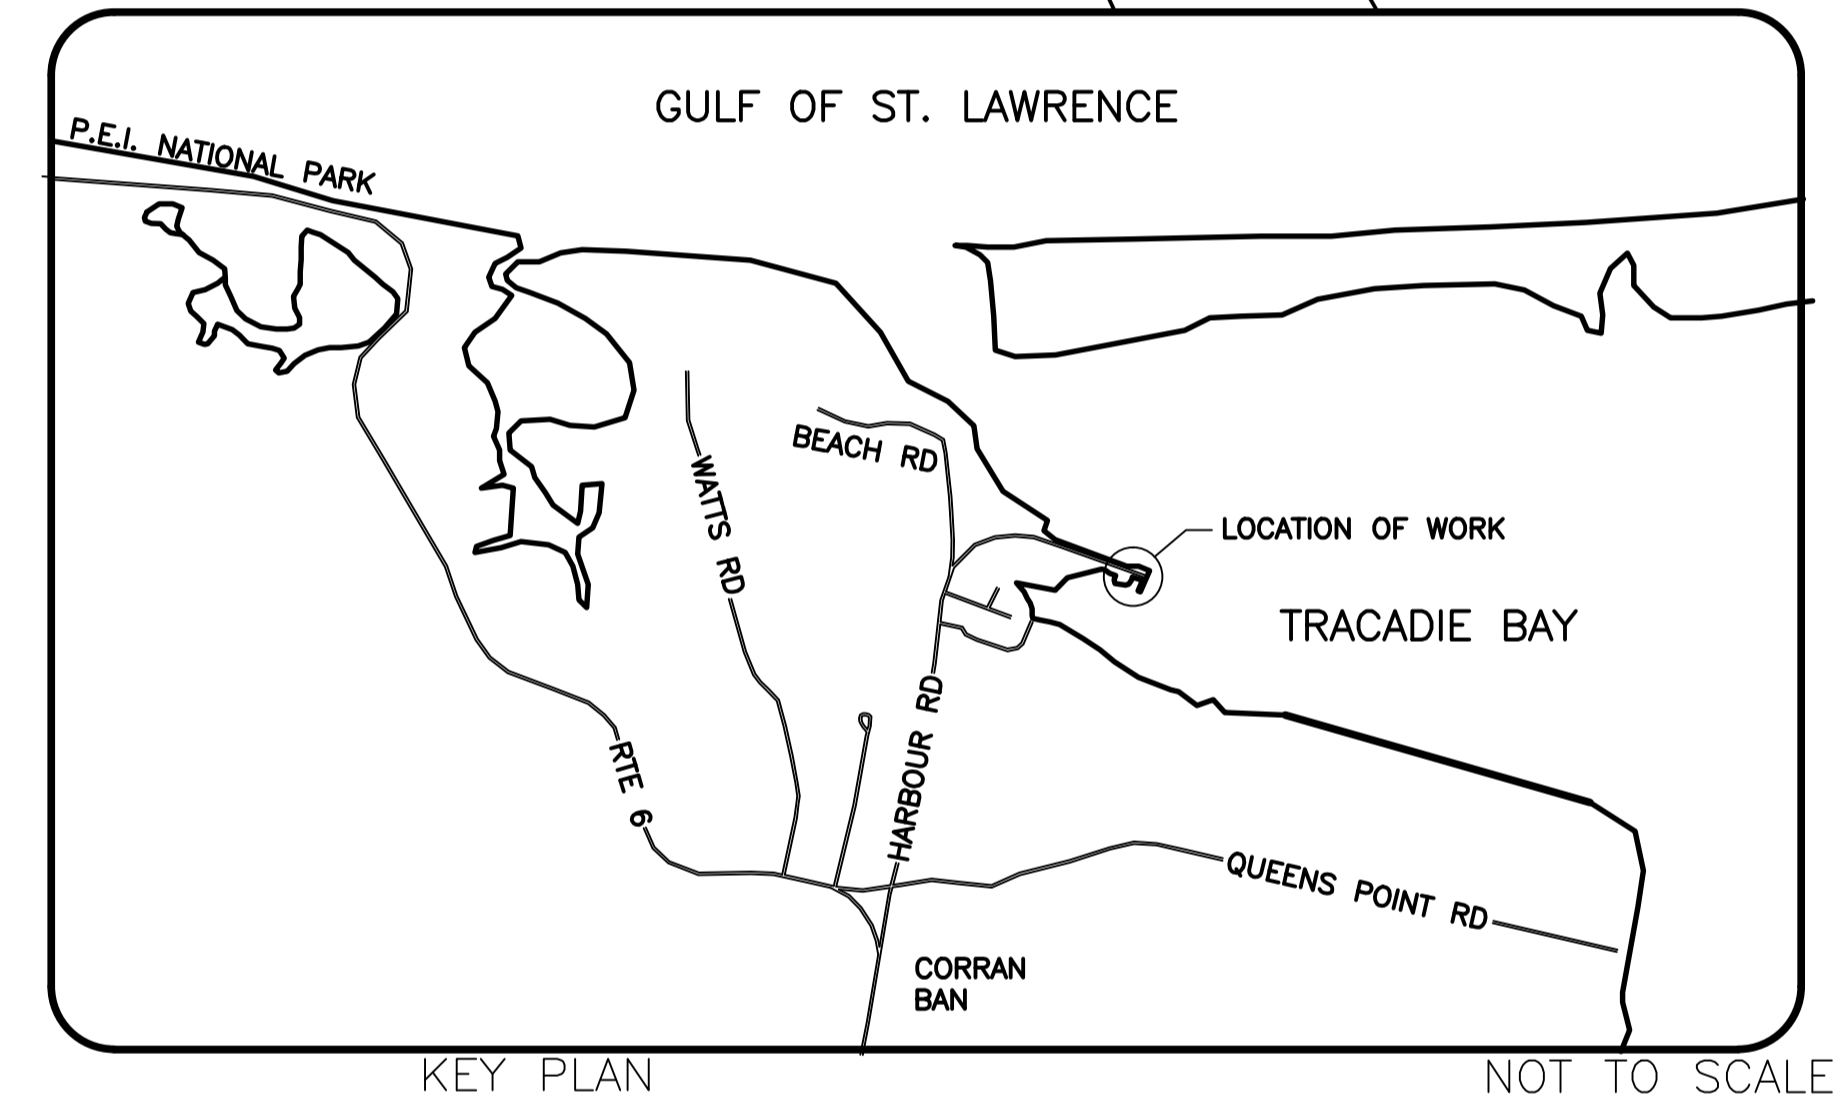 GULF OF ST. LAWRENCE
P.E.I. NATIONAL PARK
BEACH RD
WATTS RD
LOCATION OF WORK
TRACADIE BAY
HARBOUR RD
RTE 6
QUEENS POINT RD
CORRAN
BAN
KEY PLAN
NOT TO SCALE